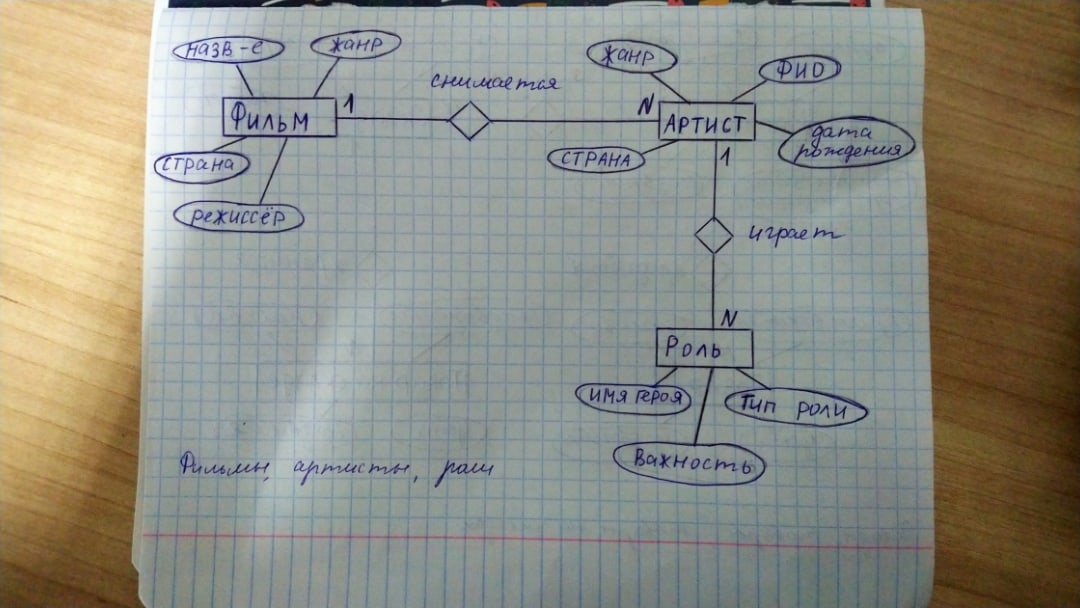 назв-е
жанр
снимается
жанр
ФИО
Фильм
1
N
Артист
дата
рождения
страна
страна
1
режиссёр
играет
N
Роль
имя героя
тип роли
Важность
Фильмы, артисты, роли